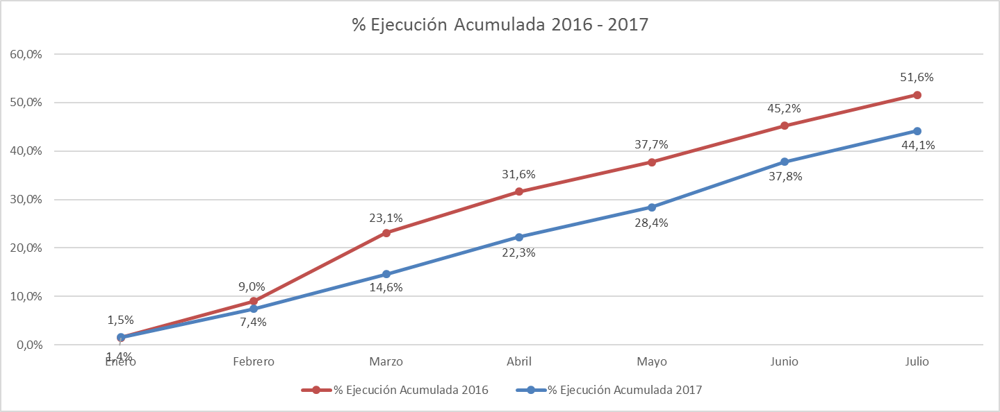 % Ejecución Acumulada 2016 - 2017
60,0%
50,0%
40,0%
30,0%
20,0%
10,0%
0,0%
1,5%
9,0%
23,1%
31,6%
37,7%
45,2%
51,6%
1,4%
7,4%
14,6%
22,3%
28,4%
37,8%
44,1%
Enero
Febrero
Marzo
Abril
Mayo
Junio
Julio
% Ejecución Acumulada 2016
% Ejecución Acumulada 2017